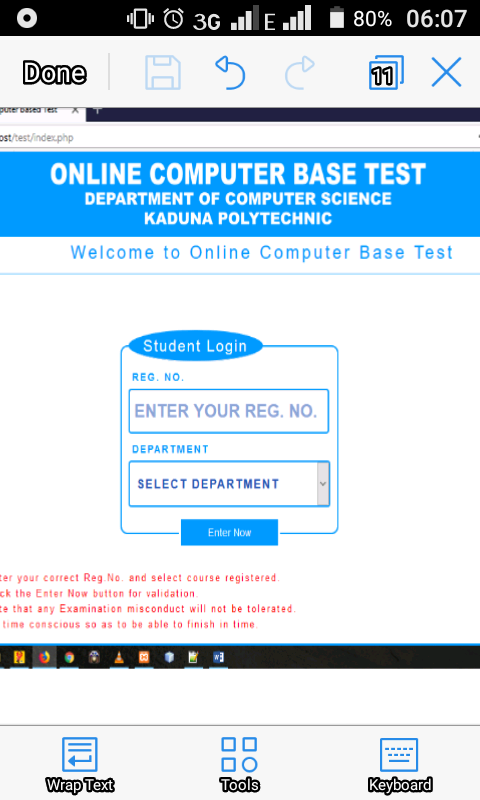 3G E 80% 06:07
Done 11
puter Based Test X +
ost/test/index.php
ONLINE COMPUTER BASE TEST
DEPARTMENT OF COMPUTER SCIENCE
KADUNA POLYTECHNIC
Welcome to Online Computer Base Test
Student Login
REG. NO.
ENTER YOUR REG. NO.
DEPARTMENT
SELECT DEPARTMENT
Enter Now
ter your correct Reg.No. and select course registered.
ck the Enter Now button for validation.
te that any Examination misconduct will not be tolerated.
time conscious so as to be able to finish in time.
Wrap Text Tools Keyboard